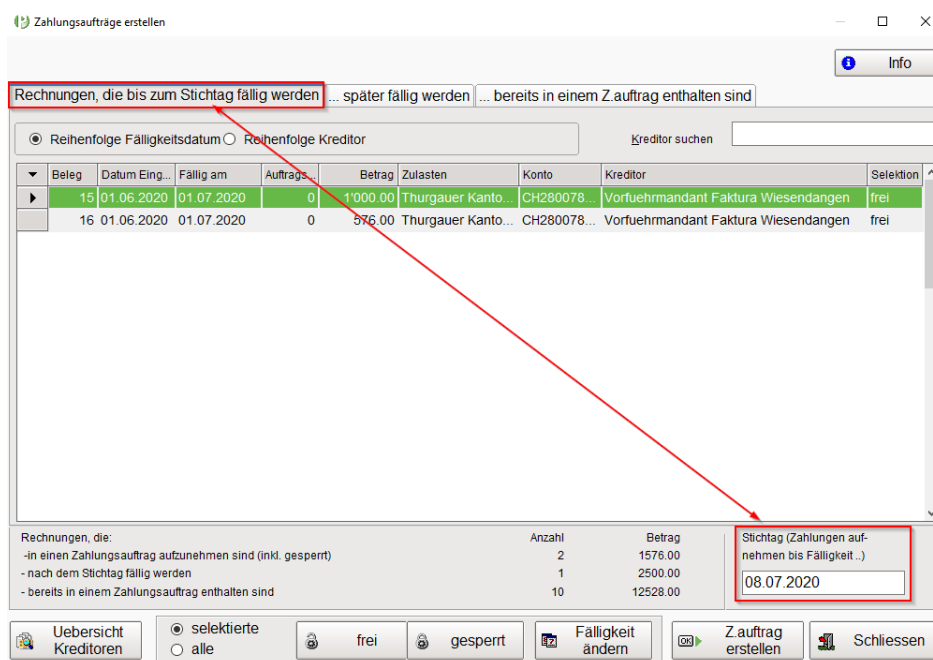 Zahlungsaufträge erstellen
Info
Rechnungen, die bis zum Stichtag fällig werden ... später fällig werden ... bereits in einem Z.auftrag enthalten sind
Reihenfolge Fälligkeitsdatum Reihenfolge Kreditor Kreditor suchen
Beleg Datum Eing... Fällig am Auftrags... Betrag Zulasten Konto Kreditor Selektion
15 01.06.2020 01.07.2020 0 1'000.00 Thurgauer Kanto... CH280078... Vorfuehrmandant Faktura Wiesendangen frei
16 01.06.2020 01.07.2020 0 576.00 Thurgauer Kanto... CH280078... Vorfuehrmandant Faktura Wiesendangen frei
Rechnungen, die: Anzahl Betrag Stichtag (Zahlungen auf-
-in einen Zahlungsauftrag aufzunehmen sind (inkl. gesperrt) 2 1576.00 nehmen bis Fälligkeit ..)
- nach dem Stichtag fällig werden 1 2500.00
08.07.2020
- bereits in einem Zahlungsauftrag enthalten sind 10 12528.00
Uebersicht Kreditoren selektierte alle frei gesperrt Fälligkeit ändern OK Z.auftrag erstellen Schliessen